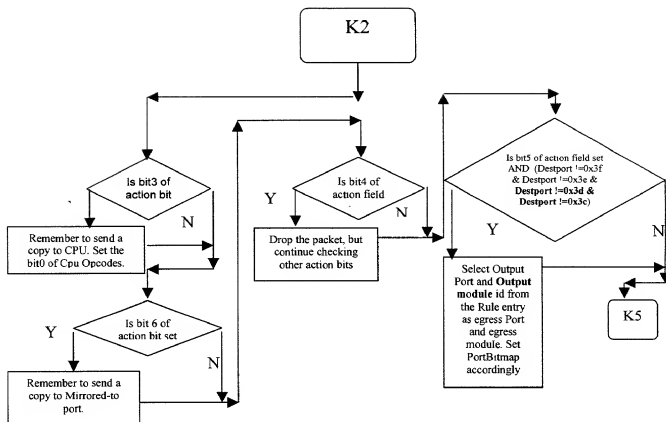 K2
Is bit3 of
action bit
Y
N
Remember to send a
copy to CPU. Set the
bit0 of Cpu Opcodes.
Is bit 6 of
action bit set
Y
N
Remember to send a
copy to Mirrored-to
port.
Is bit4 of
action field
Y
N
Drop the packet, but
continue checking
other action bits
Is bit5 of action field set
AND (Destport !=0x3f
& Destport !=0x3e &
Destport !=0x3d &
Destport !=0x3c)
Y
N
Select Output
Port and Output
module id from
the Rule entry
as egress Port
and egress
module. Set
PortBitmap
accordingly
K5